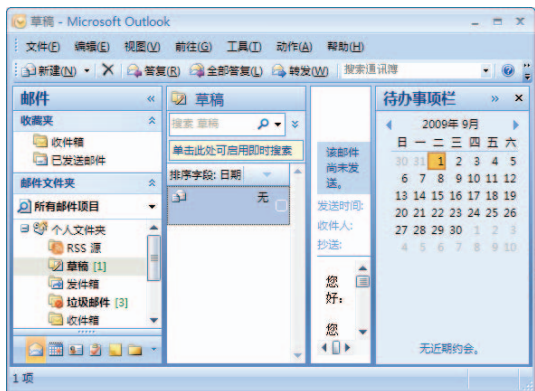 草稿 - Microsoft Outlook
文件(F) 编辑(E) 视图(V) 前往(G) 工具(T) 动作(A) 帮助(H)
新建(N) 答复(R) 全部答复(L) 转发(W) 搜索通讯簿
邮件
收藏夹
收件箱
已发送邮件
邮件文件夹
所有邮件项目
个人文件夹
RSS 源
草稿 [1]
发件箱
垃圾邮件 [3]
收件箱
草稿
搜索 草稿
单击此处可启用即时搜索
排序字段: 日期
无
该邮件
尚未发
送。
发送时间:
收件人:
抄送:
您
好:
您
待办事项栏
2009年 9月
日 一 二 三 四 五 六
30 31 1 2 3 4 5
6 7 8 9 10 11 12
13 14 15 16 17 18 19
20 21 22 23 24 25 26
27 28 29 30 1 2 3
4 5 6 7 8 9 10
无近期约会。
1 项